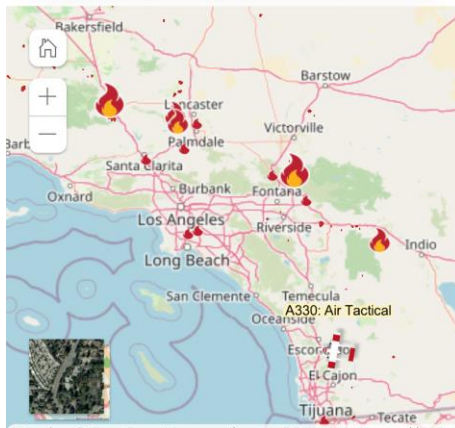 Bakersfield
Barstow
+
Lancaster
Victorville
−
Palmdale
Santa Clarita
Burbank
Fontana
Oxnard
Los Angeles
Riverside
Long Beach
Indio
San Clemente
Temecula
A330: Air Tactical
Oceanside
El Cajon
Tijuana
Tecate